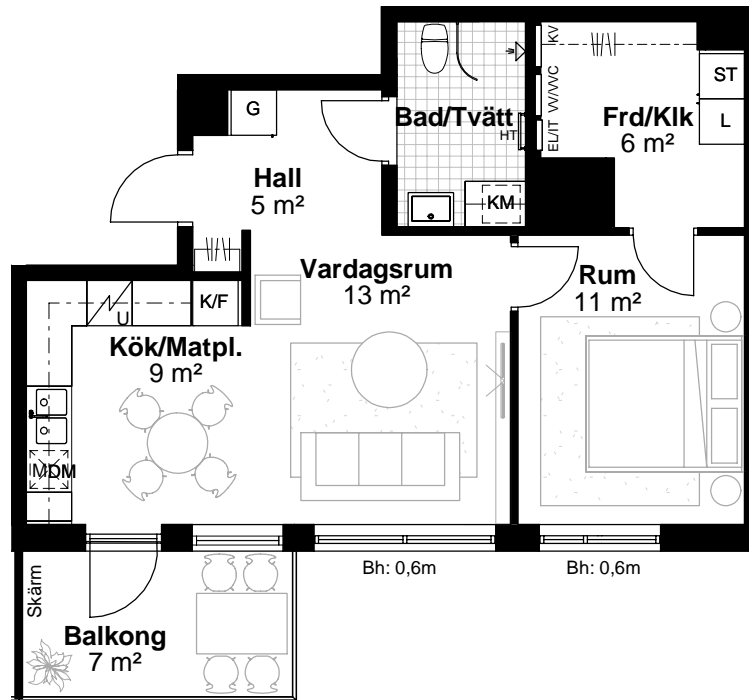 KV
VV/VVC
EL/IT
ST
L
G
Bad/Tvätt
HT
KM
Frd/Klk
6 m²
Hall
5 m²
Vardagsrum
13 m²
Rum
11 m²
K/F
U
Kök/Matpl.
9 m²
DM
Skärm
Balkong
7 m²
Bh: 0,6m
Bh: 0,6m